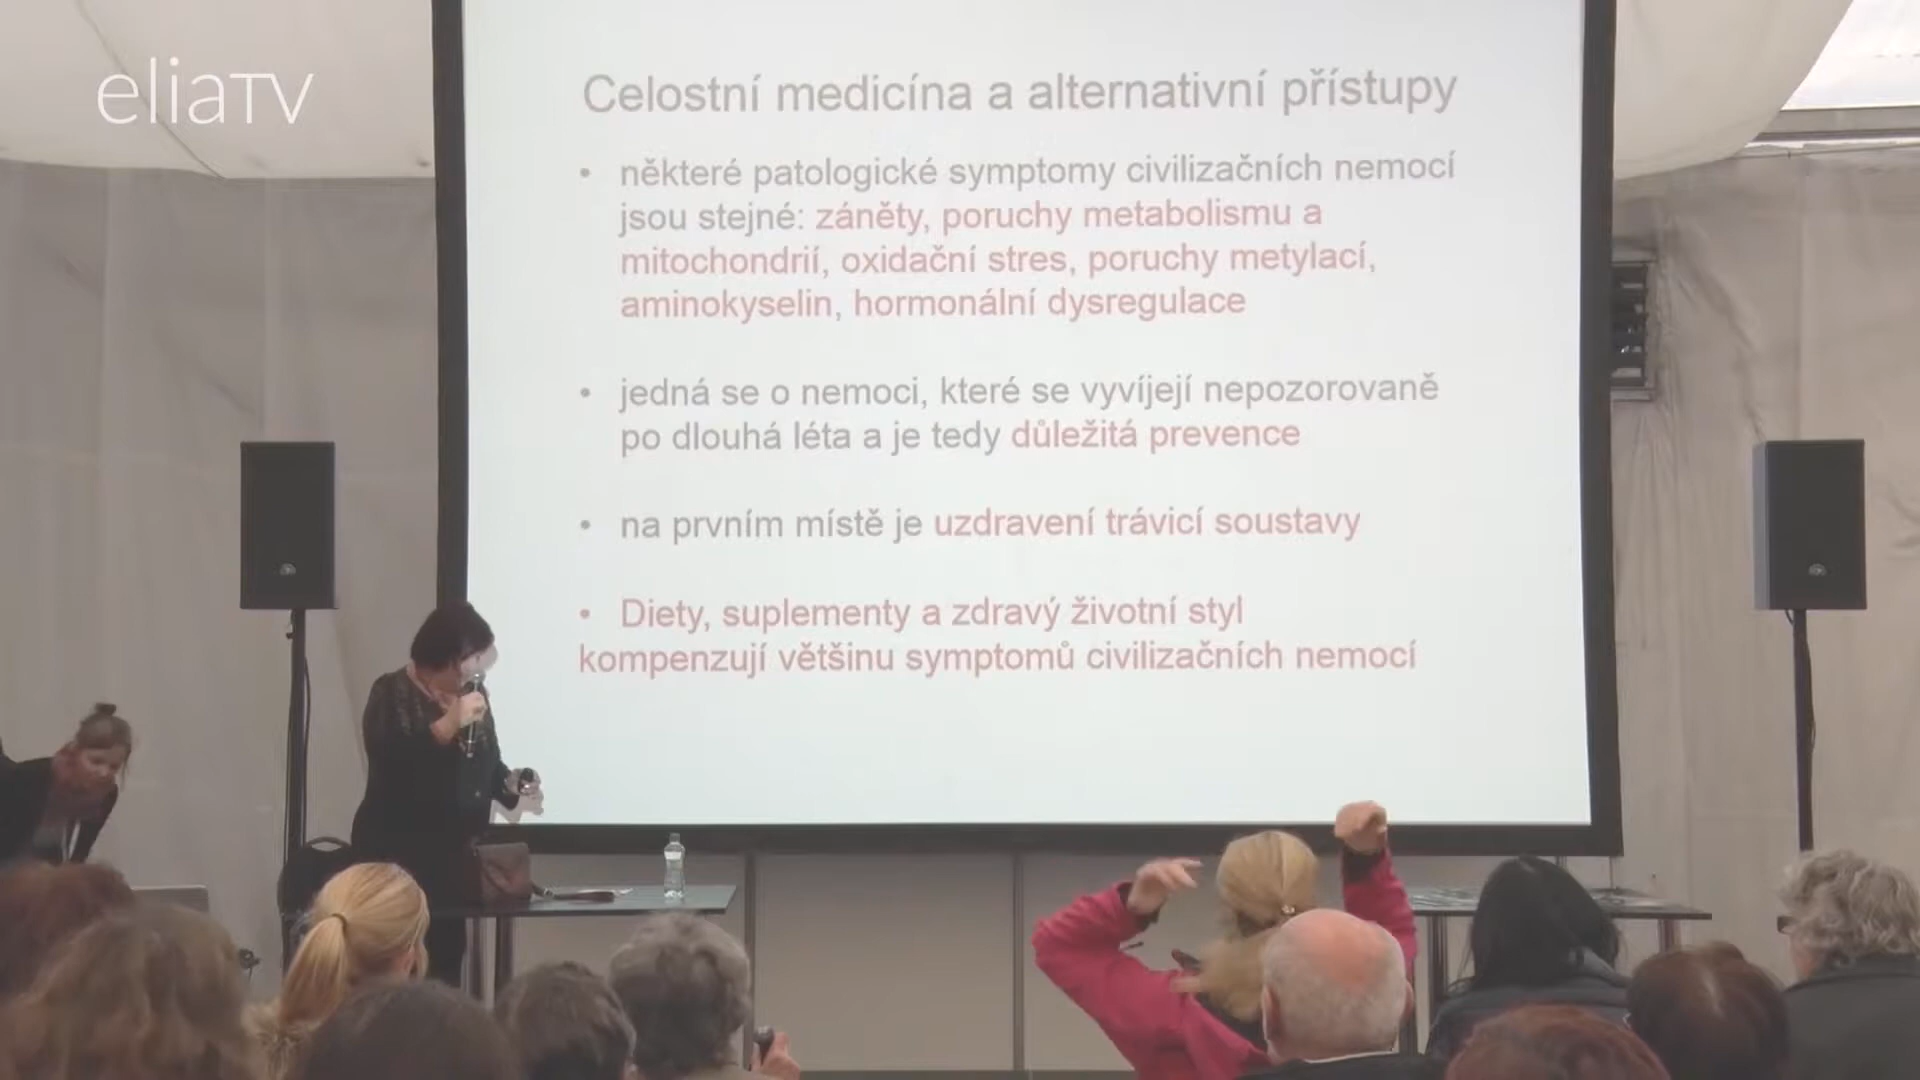 eliaTV
Celostní medicína a alternativní přístupy
• některé patologické symptomy civilizačních nemocí
jsou stejné: záněty, poruchy metabolismu a
mitochondrií, oxidační stres, poruchy metylací,
aminokyselin, hormonální dysregulace
• jedná se o nemoci, které se vyvíjejí nepozorovaně
po dlouhá léta a je tedy důležitá prevence
• na prvním místě je uzdravení trávicí soustavy
• Diety, suplementy a zdravý životní styl
kompenzují většinu symptomů civilizačních nemocí